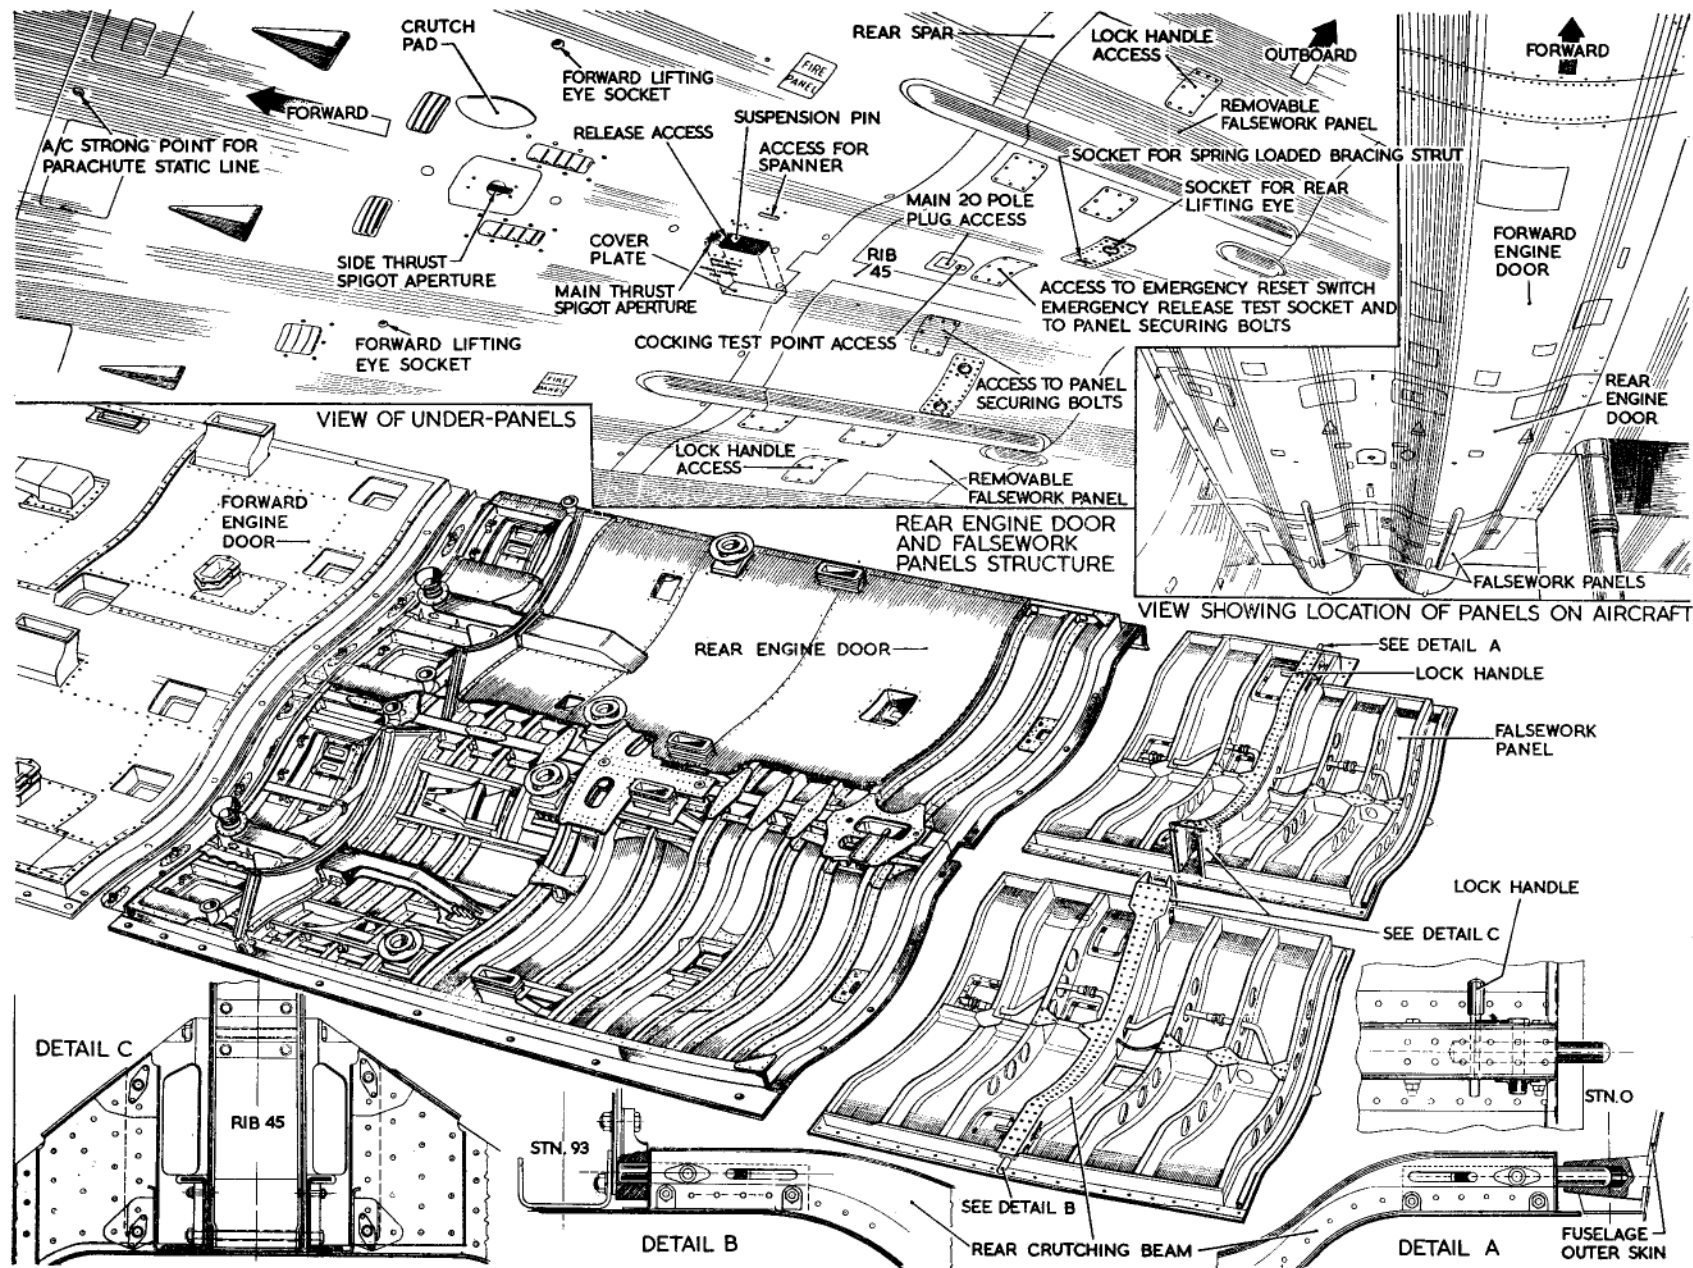 CRUTCH
PAD
FORWARD LIFTING
EYE SOCKET
FIRE
PANEL
REAR SPAR
LOCK HANDLE
ACCESS
OUTBOARD
FORWARD
FORWARD
A/C STRONG POINT FOR
PARACHUTE STATIC LINE
RELEASE ACCESS
SUSPENSION PIN
ACCESS FOR
SPANNER
REMOVABLE
FALSEWORK PANEL
SOCKET FOR SPRING LOADED BRACING STRUT
SOCKET FOR REAR
LIFTING EYE
MAIN 20 POLE
PLUG ACCESS
SIDE THRUST
SPIGOT APERTURE
COVER
PLATE
MAIN THRUST
SPIGOT APERTURE
RIB
45
FORWARD
ENGINE
DOOR
ACCESS TO EMERGENCY RESET SWITCH
EMERGENCY RELEASE TEST SOCKET AND
TO PANEL SECURING BOLTS
FORWARD LIFTING
EYE SOCKET
COCKING TEST POINT ACCESS
FIRE
PANEL
ACCESS TO PANEL
SECURING BOLTS
REAR
ENGINE
DOOR
VIEW OF UNDER-PANELS
LOCK HANDLE
ACCESS
REMOVABLE
FALSEWORK PANEL
FORWARD
ENGINE
DOOR
REAR ENGINE DOOR
AND FALSEWORK
PANELS STRUCTURE
FALSEWORK PANELS
VIEW SHOWING LOCATION OF PANELS ON AIRCRAFT
REAR ENGINE DOOR
SEE DETAIL A
LOCK HANDLE
FALSEWORK
PANEL
LOCK HANDLE
SEE DETAIL C
DETAIL C
RIB 45
STN. 93
STN. O
SEE DETAIL B
DETAIL B
REAR CRUTCHING BEAM
DETAIL A
FUSELAGE
OUTER SKIN